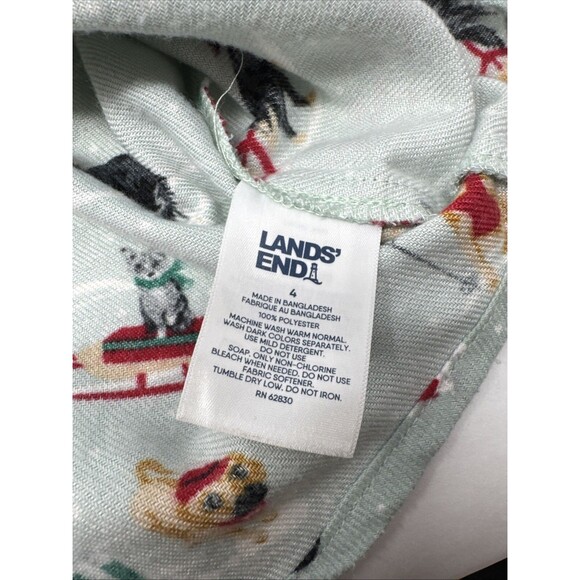 LANDS'
END
4
MADE IN BANGLADESH
FABRIQUE AU BANGLADESH
100% POLYESTER
MACHINE WASH WARM NORMAL.
WASH DARK COLORS SEPARATELY.
USE MILD DETERGENT.
DO NOT USE
SOAP. ONLY NON-CHLORINE
BLEACH WHEN NEEDED. DO NOT USE
FABRIC SOFTENER.
TUMBLE DRY LOW. DO NOT IRON.
RN 62830